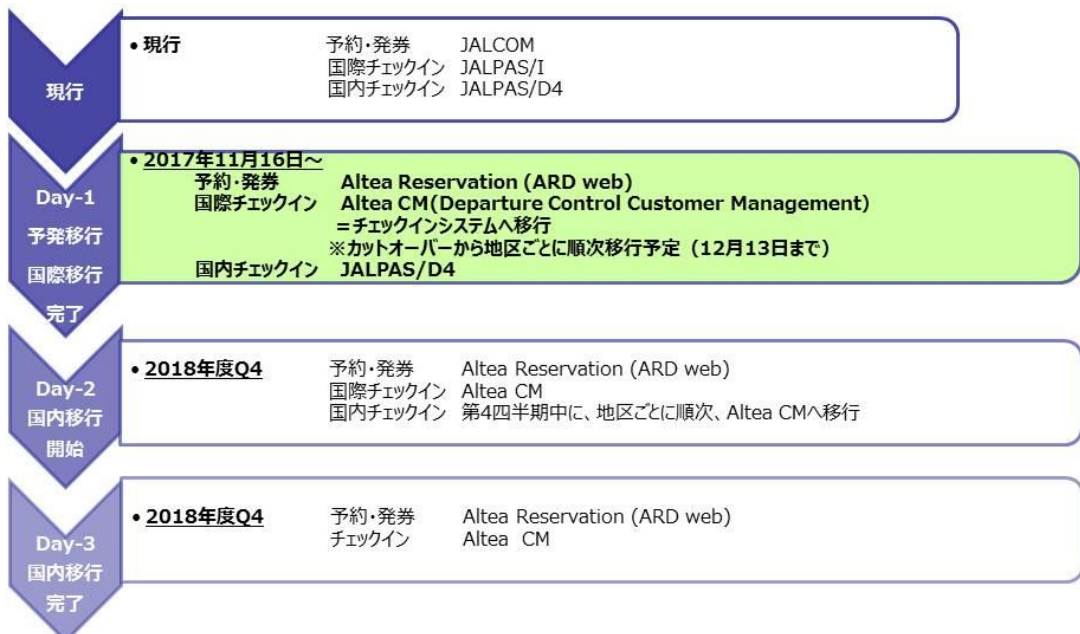 現行
• 現行 予約・発券 JALCOM
国際チェックイン JALPAS/I
国内チェックイン JALPAS/D4
Day-1
予発移行
国際移行
完了
• 2017年11月16日～
予約・発券 Altea Reservation (ARD web)
国際チェックイン Altea CM(Departure Control Customer Management)
＝チェックインシステムへ移行
※カットオーバーから地区ごとに順次移行予定（12月13日まで）
国内チェックイン JALPAS/D4
Day-2
国内移行
開始
• 2018年度Q4 予約・発券 Altea Reservation (ARD web)
国際チェックイン Altea CM
国内チェックイン 第4四半期中に、地区ごとに順次、Altea CMへ移行
Day-3
国内移行
完了
• 2018年度Q4 予約・発券 Altea Reservation (ARD web)
チェックイン Altea CM